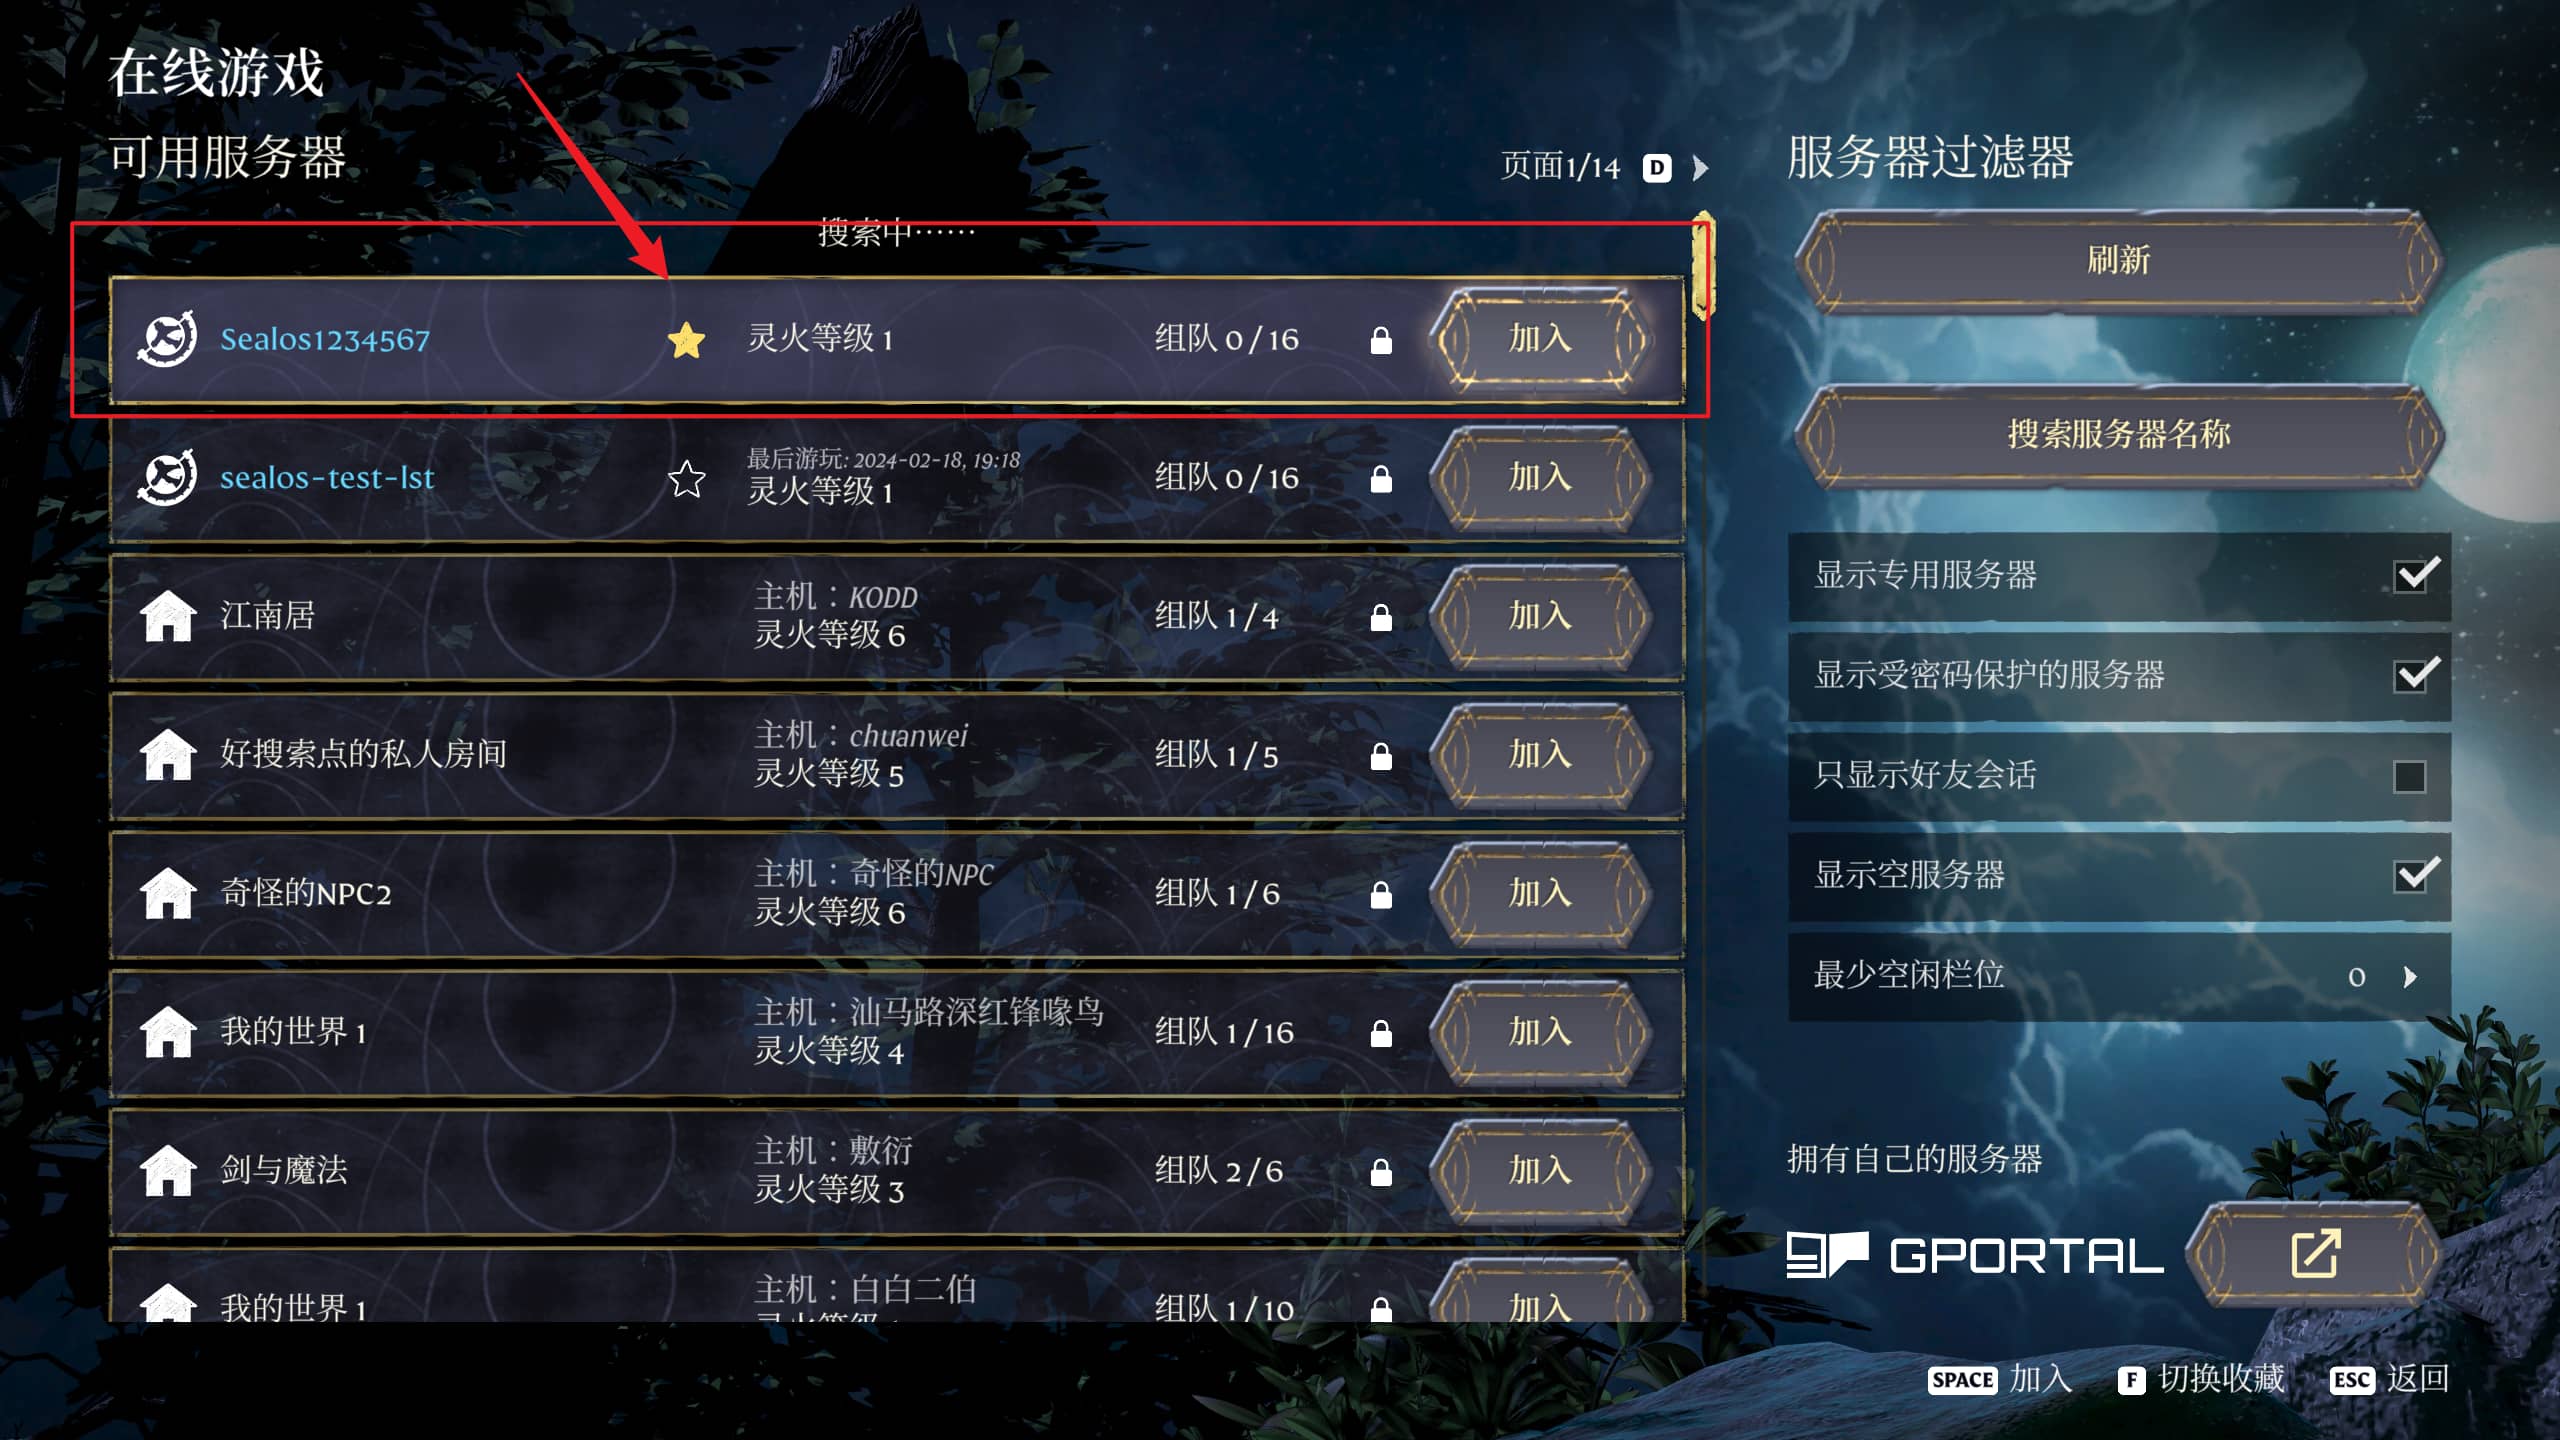 在线游戏
可用服务器
页面1/14 D
搜索中······
Sealos1234567
灵火等级 1
组队 0 / 16
加入
sealos-test-lst
最后游玩: 2024-02-18, 19:18
灵火等级 1
组队 0 / 16
加入
江南居
主机：KODD
灵火等级 6
组队 1 / 4
加入
好搜索点的私人房间
主机：chuanwei
灵火等级 5
组队 1 / 5
加入
奇怪的NPC2
主机：奇怪的NPC
灵火等级 6
组队 1 / 6
加入
我的世界 1
主机：汕马路深红锋喙鸟
灵火等级 4
组队 1 / 16
加入
剑与魔法
主机：敷衍
灵火等级 3
组队 2 / 6
加入
我的世界 1
主机：白白二伯
组队 1 / 10
加入
服务器过滤器
刷新
搜索服务器名称
显示专用服务器
显示受密码保护的服务器
只显示好友会话
显示空服务器
最少空闲栏位 0
拥有自己的服务器
GPORTAL
SPACE 加入 F 切换收藏 ESC 返回